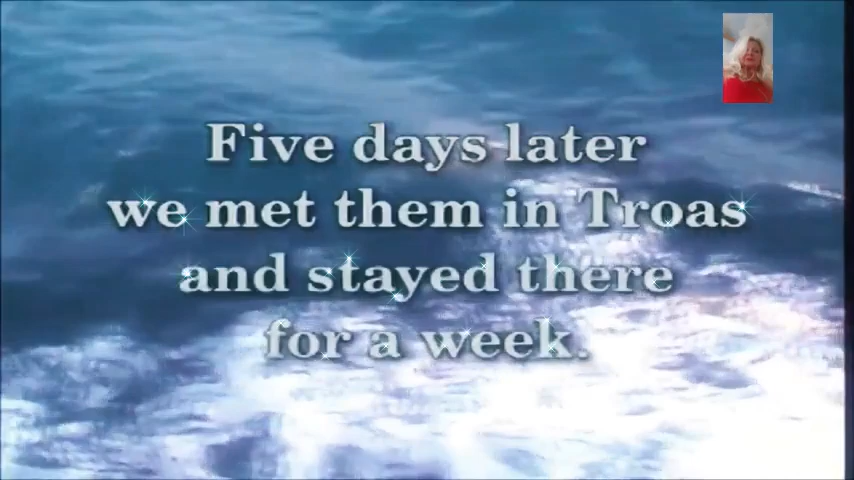 Five days later
we met them in Troas
and stayed there
for a week.